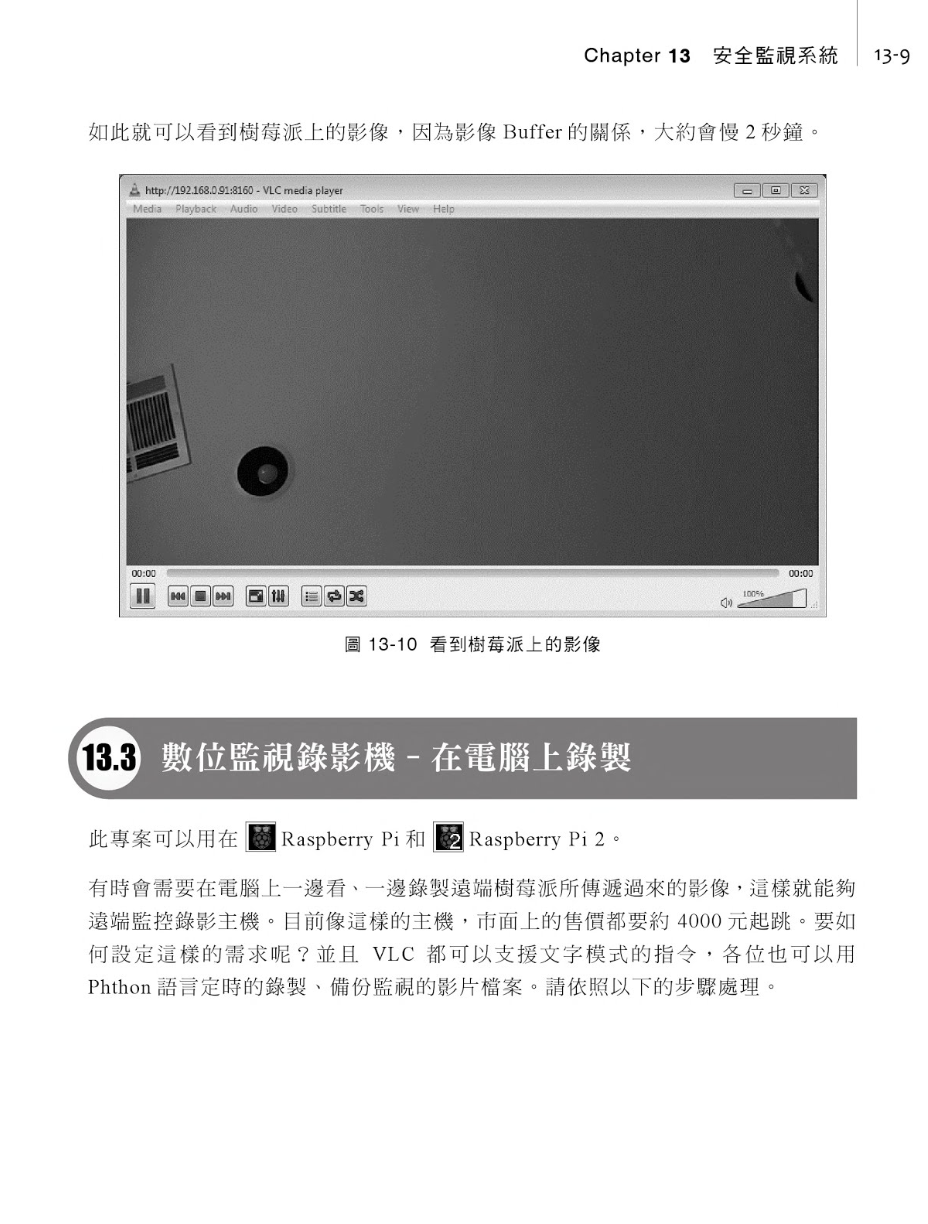 Chapter 13 安全監視系統 13-9
如此就可以看到樹莓派上的影像，因為影像 Buffer 的關係，大約會慢 2 秒鐘。
http://192.168.0.91:8160 - VLC media player
Media Playback Audio Video Subtitle Tools View Help
00:00 00:00
100%
圖 13-10 看到樹莓派上的影像
13.3 數位監視錄影機－在電腦上錄製
此專案可以用在 Raspberry Pi 和 2 Raspberry Pi 2。
有時會需要在電腦上一邊看、一邊錄製遠端樹莓派所傳遞過來的影像，這樣就能夠
遠端監控錄影主機。目前像這樣的主機，市面上的售價都要約 4000 元起跳。要如
何設定這樣的需求呢？並且 VLC 都可以支援文字模式的指令，各位也可以用
Phthon 語言定時的錄製、備份監視的影片檔案。請依照以下的步驟處理。